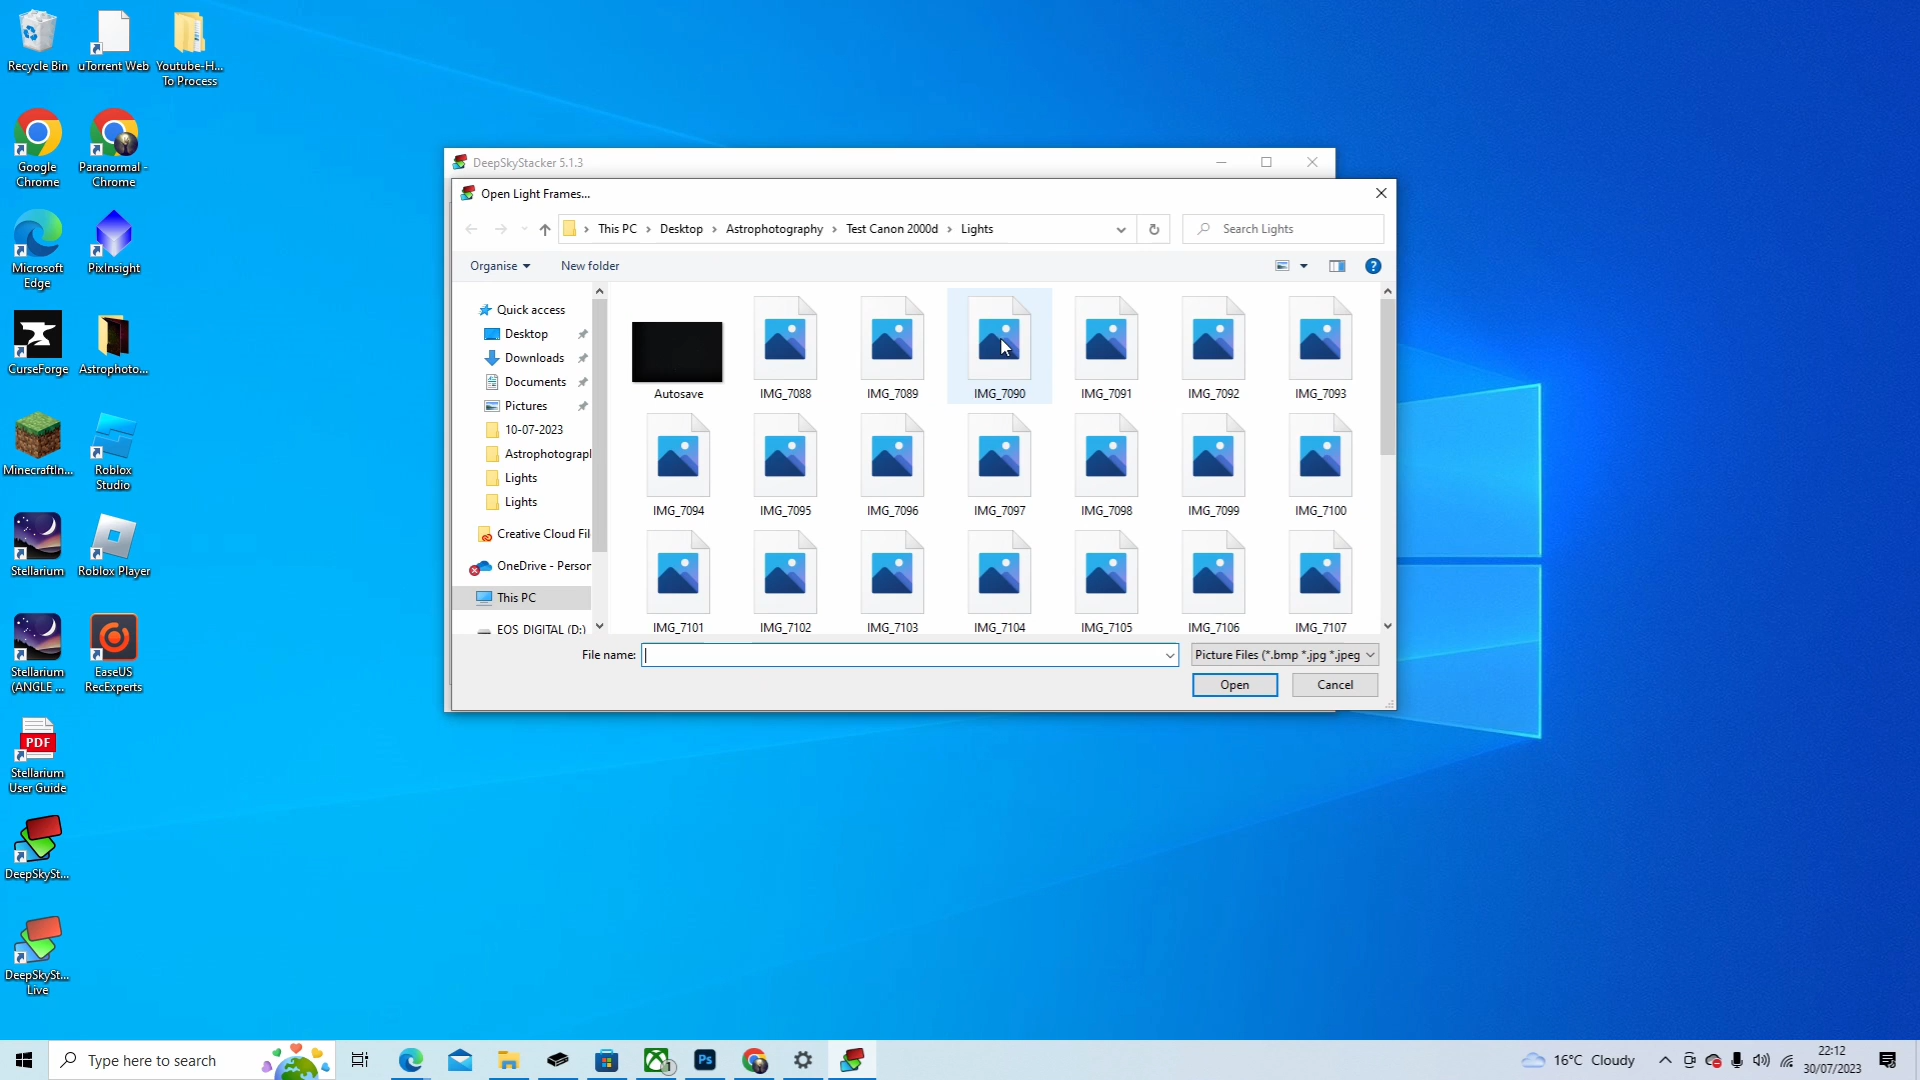 Recycle Bin
uTorrent Web
Youtube-H...
To Process
Google
Chrome
Paranormal -
Chrome
Microsoft
Edge
PixInsight
CurseForge
Astrophoto...
MinecraftIn...
Roblox
Studio
Stellarium
Roblox Player
Stellarium
(ANGLE ...
EaseUS
RecExperts
PDF
Stellarium
User Guide
DeepSkySt...
DeepSkySt...
Live
DeepSkyStacker 5.1.3
Open Light Frames...
This PC > Desktop > Astrophotography > Test Canon 2000d > Lights
Search Lights
Organise
New folder
?
Quick access
Desktop
Downloads
Documents
Pictures
10-07-2023
Astrophotograpl
Lights
Lights
Creative Cloud Fil
OneDrive - Person
This PC
EOS_DIGITAL (D:)
Autosave
IMG_7088
IMG_7089
IMG_7090
IMG_7091
IMG_7092
IMG_7093
IMG_7094
IMG_7095
IMG_7096
IMG_7097
IMG_7098
IMG_7099
IMG_7100
IMG_7101
IMG_7102
IMG_7103
IMG_7104
IMG_7105
IMG_7106
IMG_7107
File name:
Picture Files (*.bmp *.jpg *.jpeg
Open
Cancel
Type here to search
1
Ps
16°C Cloudy
22:12
30/07/2023